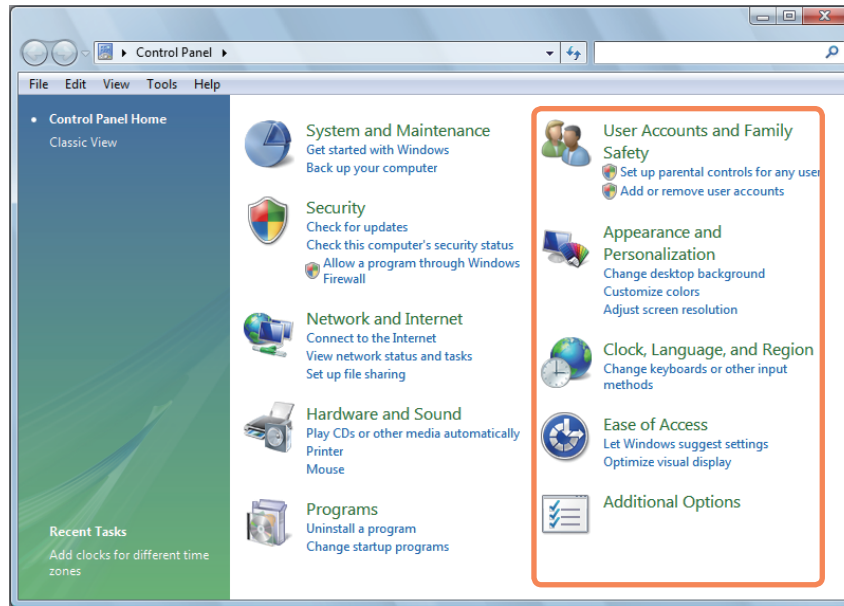 Control Panel
File Edit View Tools Help
Control Panel Home
Classic View
System and Maintenance
Get started with Windows
Back up your computer
Security
Check for updates
Check this computer's security status
Allow a program through Windows
Firewall
Network and Internet
Connect to the Internet
View network status and tasks
Set up file sharing
Hardware and Sound
Play CDs or other media automatically
Printer
Mouse
Programs
Uninstall a program
Change startup programs
User Accounts and Family
Safety
Set up parental controls for any user
Add or remove user accounts
Appearance and
Personalization
Change desktop background
Customize colors
Adjust screen resolution
Clock, Language, and Region
Change keyboards or other input
methods
Ease of Access
Let Windows suggest settings
Optimize visual display
Additional Options
Recent Tasks
Add clocks for different time
zones